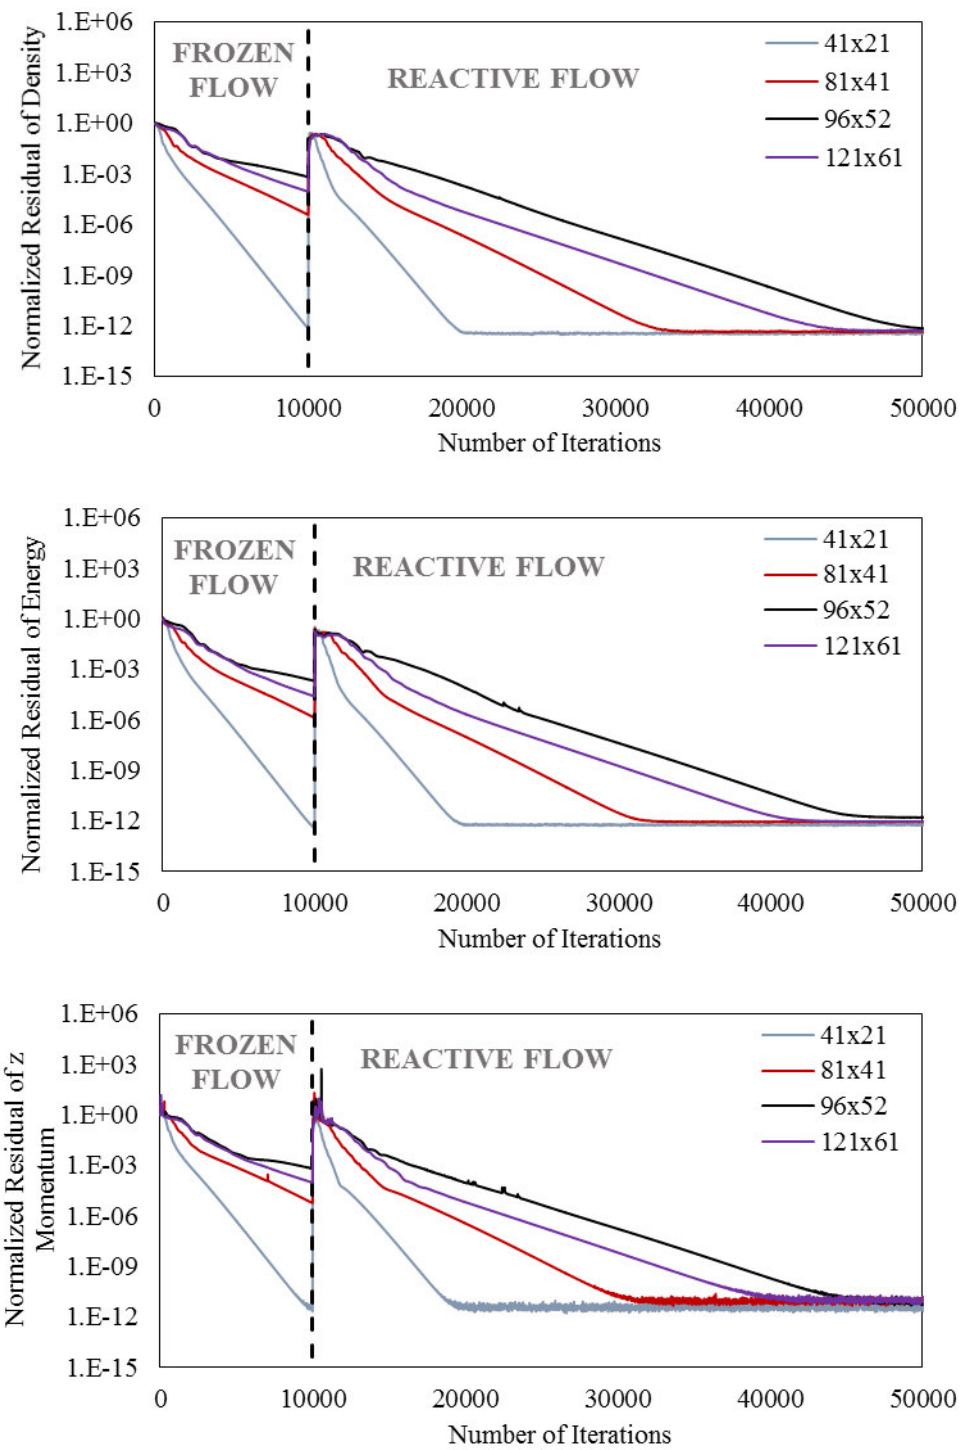 1.E+06
1.E+03
1.E+00
1.E-03
1.E-06
1.E-09
1.E-12
1.E-15
Normalized Residual of Density
FROZEN
FLOW
REACTIVE FLOW
41x21
81x41
96x52
121x61
0 10000 20000 30000 40000 50000
Number of Iterations
1.E+06
1.E+03
1.E+00
1.E-03
1.E-06
1.E-09
1.E-12
1.E-15
Normalized Residual of Energy
FROZEN
FLOW
REACTIVE FLOW
41x21
81x41
96x52
121x61
0 10000 20000 30000 40000 50000
Number of Iterations
1.E+06
1.E+03
1.E+00
1.E-03
1.E-06
1.E-09
1.E-12
1.E-15
Normalized Residual of z
Momentum
FROZEN
FLOW
REACTIVE FLOW
41x21
81x41
96x52
121x61
0 10000 20000 30000 40000 50000
Number of Iterations